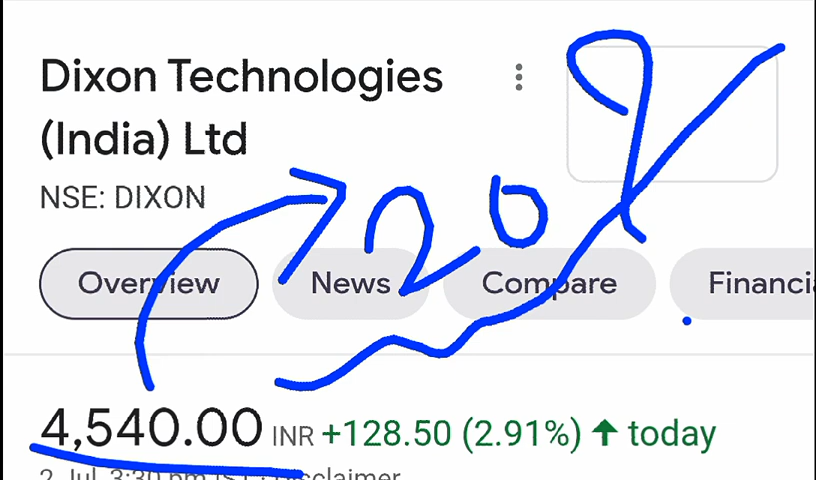 Dixon Technologies
(India) Ltd
NSE: DIXON
20
Overview News Compare Financi
4,540.00 INR +128.50 (2.91%) ↑ today
2 Jul, 3:30 pm IST · Disclaimer